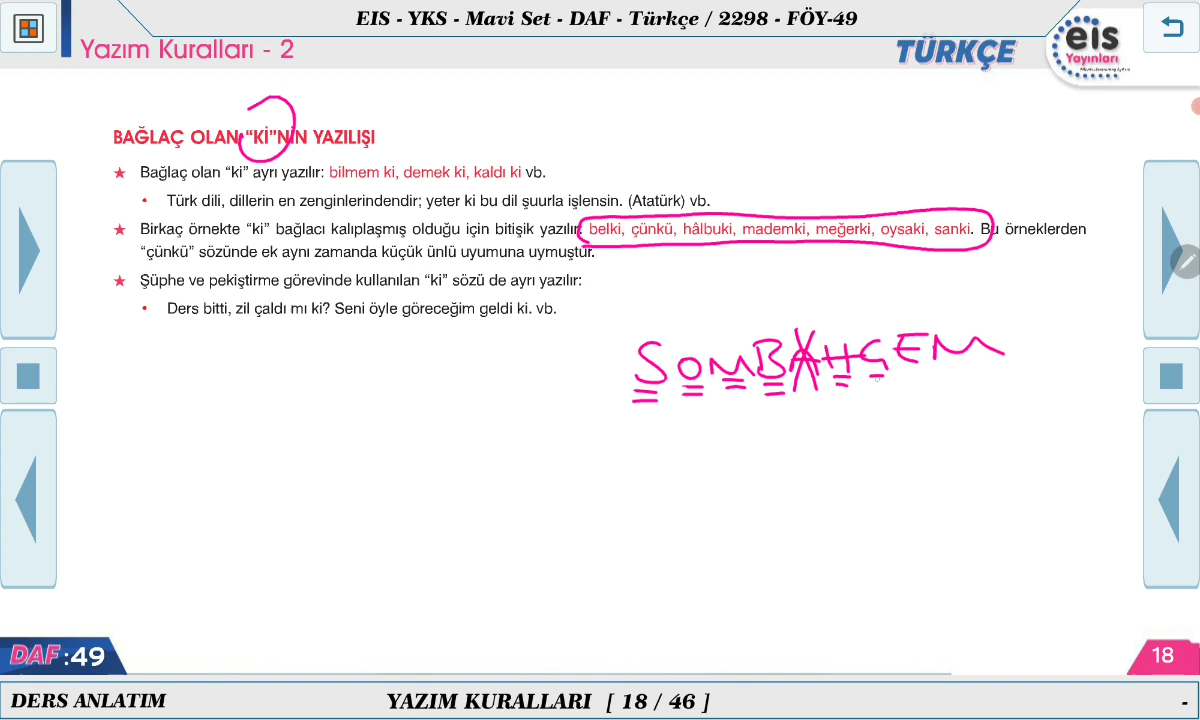 EIS - YKS - Mavi Set - DAF - Türkçe / 2298 - FÖY-49
Yazım Kuralları - 2
TÜRKÇE
eis
Yayınları
BAĞLAÇ OLAN “Kİ”NİN YAZILIŞI
★ Bağlaç olan “ki” ayrı yazılır: bilmem ki, demek ki, kaldı ki vb.
• Türk dili, dillerin en zenginlerindendir; yeter ki bu dil şuurla işlensin. (Atatürk) vb.
★ Birkaç örnekte “ki” bağlacı kalıplaşmış olduğu için bitişik yazılır: belki, çünkü, hâlbuki, mademki, meğerki, oysaki, sanki. Bu örneklerden
“çünkü” sözünde ek aynı zamanda küçük ünlü uyumuna uymuştur.
★ Şüphe ve pekiştirme görevinde kullanılan “ki” sözü de ayrı yazılır:
• Ders bitti, zil çaldı mı ki? Seni öyle göreceğim geldi ki. vb.
SOMBAHÇEM
DAF :49
18
DERS ANLATIM
YAZIM KURALLARI [ 18 / 46 ]
-